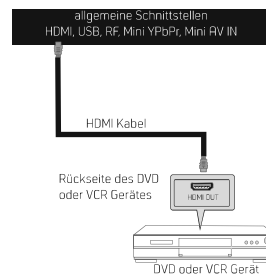 allgemeine Schnittstellen
HDMI, USB, RF, Mini YPbPr, Mini AV IN
HDMI Kabel
Rückseite des DVD
oder VCR Gerätes
HDMI OUT
DVD oder VCR Gerät